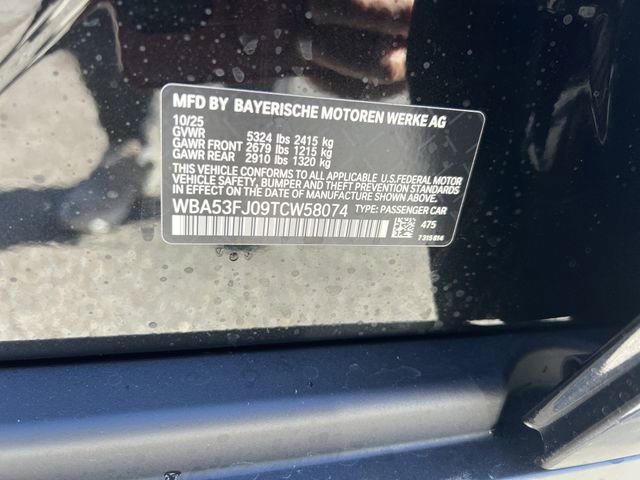 MFD BY BAYERISCHE MOTOREN WERKE AG
10/25
GVWR 5324 lbs 2415 kg
GAWR FRONT 2679 lbs 1215 kg
GAWR REAR 2910 lbs 1320 kg
THIS VEHICLE CONFORMS TO ALL APPLICABLE U.S.FEDERAL MOTOR
VEHICLE SAFETY, BUMPER AND THEFT PREVENTION STANDARDS
IN EFFECT ON THE DATE OF MANUFACTURE SHOWN ABOVE.
WBA53FJ09TCW58074 TYPE: PASSENGER CAR
475
7315814